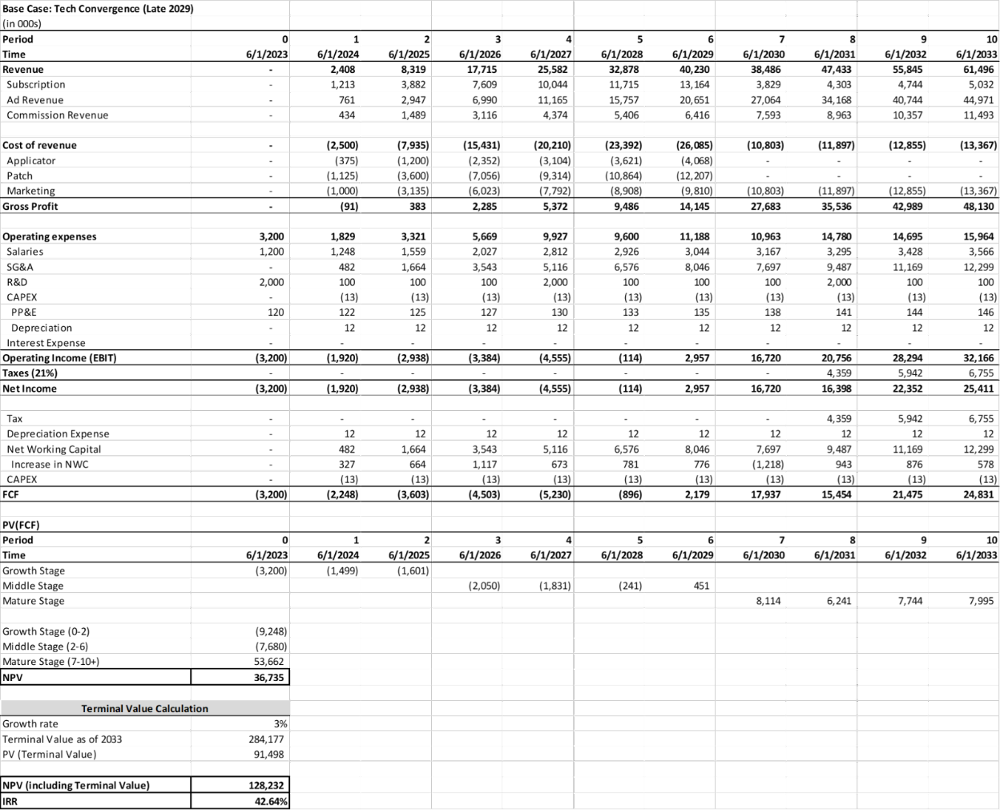 Base Case: Tech Convergence (Late 2029)
(in 000s)
Period 0 1 2 3 4 5 6 7 8 9 10
Time 6/1/2023 6/1/2024 6/1/2025 6/1/2026 6/1/2027 6/1/2028 6/1/2029 6/1/2030 6/1/2031 6/1/2032 6/1/2033
Revenue - 2,408 8,319 17,715 25,582 32,878 40,230 38,486 47,433 55,845 61,496
Subscription - 1,213 3,882 7,609 10,044 11,715 13,164 3,829 4,303 4,744 5,032
Ad Revenue - 761 2,947 6,990 11,165 15,757 20,651 27,064 34,168 40,744 44,971
Commission Revenue - 434 1,489 3,116 4,374 5,406 6,416 7,593 8,963 10,357 11,493
Cost of revenue - (2,500) (7,935) (15,431) (20,210) (23,392) (26,085) (10,803) (11,897) (12,855) (13,367)
Applicator - (375) (1,200) (2,352) (3,104) (3,621) (4,068) - - - -
Patch - (1,125) (3,600) (7,056) (9,314) (10,864) (12,207) - - - -
Marketing - (1,000) (3,135) (6,023) (7,792) (8,908) (9,810) (10,803) (11,897) (12,855) (13,367)
Gross Profit - (91) 383 2,285 5,372 9,486 14,145 27,683 35,536 42,989 48,130
Operating expenses 3,200 1,829 3,321 5,669 9,927 9,600 11,188 10,963 14,780 14,695 15,964
Salaries 1,200 1,248 1,559 2,027 2,812 2,926 3,044 3,167 3,295 3,428 3,566
SG&A - 482 1,664 3,543 5,116 6,576 8,046 7,697 9,487 11,169 12,299
R&D 2,000 100 100 100 2,000 100 100 100 2,000 100 100
CAPEX - (13) (13) (13) (13) (13) (13) (13) (13) (13) (13)
PP&E 120 122 125 127 130 133 135 138 141 144 146
Depreciation - 12 12 12 12 12 12 12 12 12 12
Interest Expense - - - - - - - - - - -
Operating Income (EBIT) (3,200) (1,920) (2,938) (3,384) (4,555) (114) 2,957 16,720 20,756 28,294 32,166
Taxes (21%) - - - - - - - - 4,359 5,942 6,755
Net Income (3,200) (1,920) (2,938) (3,384) (4,555) (114) 2,957 16,720 16,398 22,352 25,411
Tax - - - - - - - - 4,359 5,942 6,755
Depreciation Expense - 12 12 12 12 12 12 12 12 12 12
Net Working Capital - 482 1,664 3,543 5,116 6,576 8,046 7,697 9,487 11,169 12,299
Increase in NWC - 327 664 1,117 673 781 776 (1,218) 943 876 578
CAPEX - (13) (13) (13) (13) (13) (13) (13) (13) (13) (13)
FCF (3,200) (2,248) (3,603) (4,503) (5,230) (896) 2,179 17,937 15,454 21,475 24,831
PV(FCF)
Period 0 1 2 3 4 5 6 7 8 9 10
Time 6/1/2023 6/1/2024 6/1/2025 6/1/2026 6/1/2027 6/1/2028 6/1/2029 6/1/2030 6/1/2031 6/1/2032 6/1/2033
Growth Stage (3,200) (1,499) (1,601)
Middle Stage (2,050) (1,831) (241) 451
Mature Stage 8,114 6,241 7,744 7,995
Growth Stage (0-2) (9,248)
Middle Stage (2-6) (7,680)
Mature Stage (7-10+) 53,662
NPV 36,735
Terminal Value Calculation
Growth rate 3%
Terminal Value as of 2033 284,177
PV (Terminal Value) 91,498
NPV (including Terminal Value) 128,232
IRR 42.64%